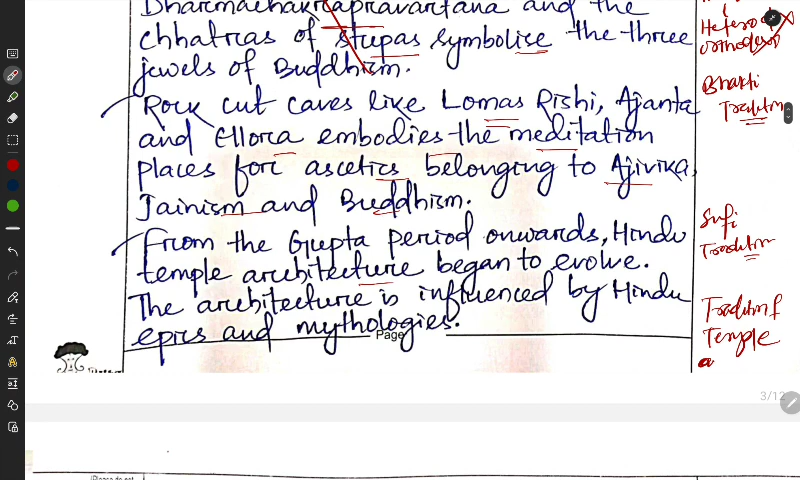 Dharmachakrapravartana and the
chhatras of stupas symbolise the three
jewels of Buddhism.
Rock cut caves like Lomas Rishi, Ajanta
and Ellora embodies the meditation
places for ascetics belonging to Ajivika,
Jainism and Buddhism.
From the Gupta period onwards, Hindu
temple architecture began to evolve.
The architecture is influenced by Hindu
epics and mythologies.
Page
Bhakti
Tradition
Sufi
Tradition
Tradition of
Temple
3/12